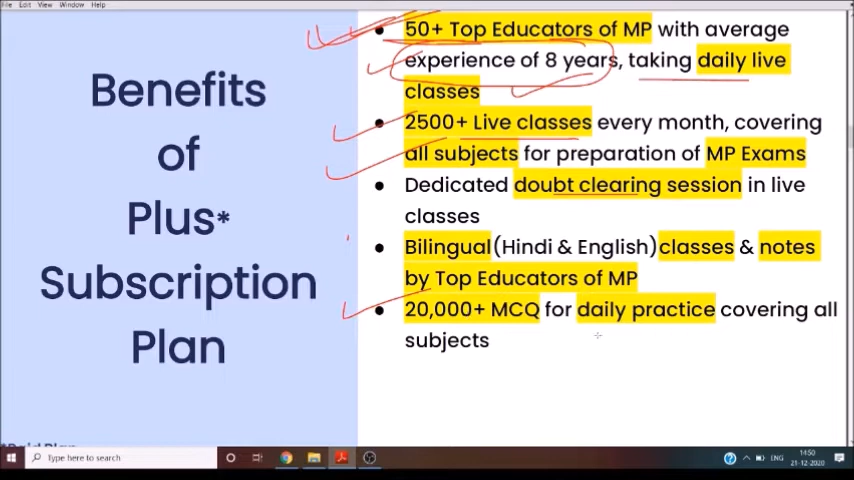 File Edit View Window Help
Benefits
of
Plus*
Subscription
Plan
● 50+ Top Educators of MP with average
experience of 8 years, taking daily live
classes
● 2500+ Live classes every month, covering
all subjects for preparation of MP Exams
● Dedicated doubt clearing session in live
classes
● Bilingual(Hindi & English)classes & notes
by Top Educators of MP
● 20,000+ MCQ for daily practice covering all
subjects
*Paid Plan
Type here to search
ENG
14:50
21-12-2020